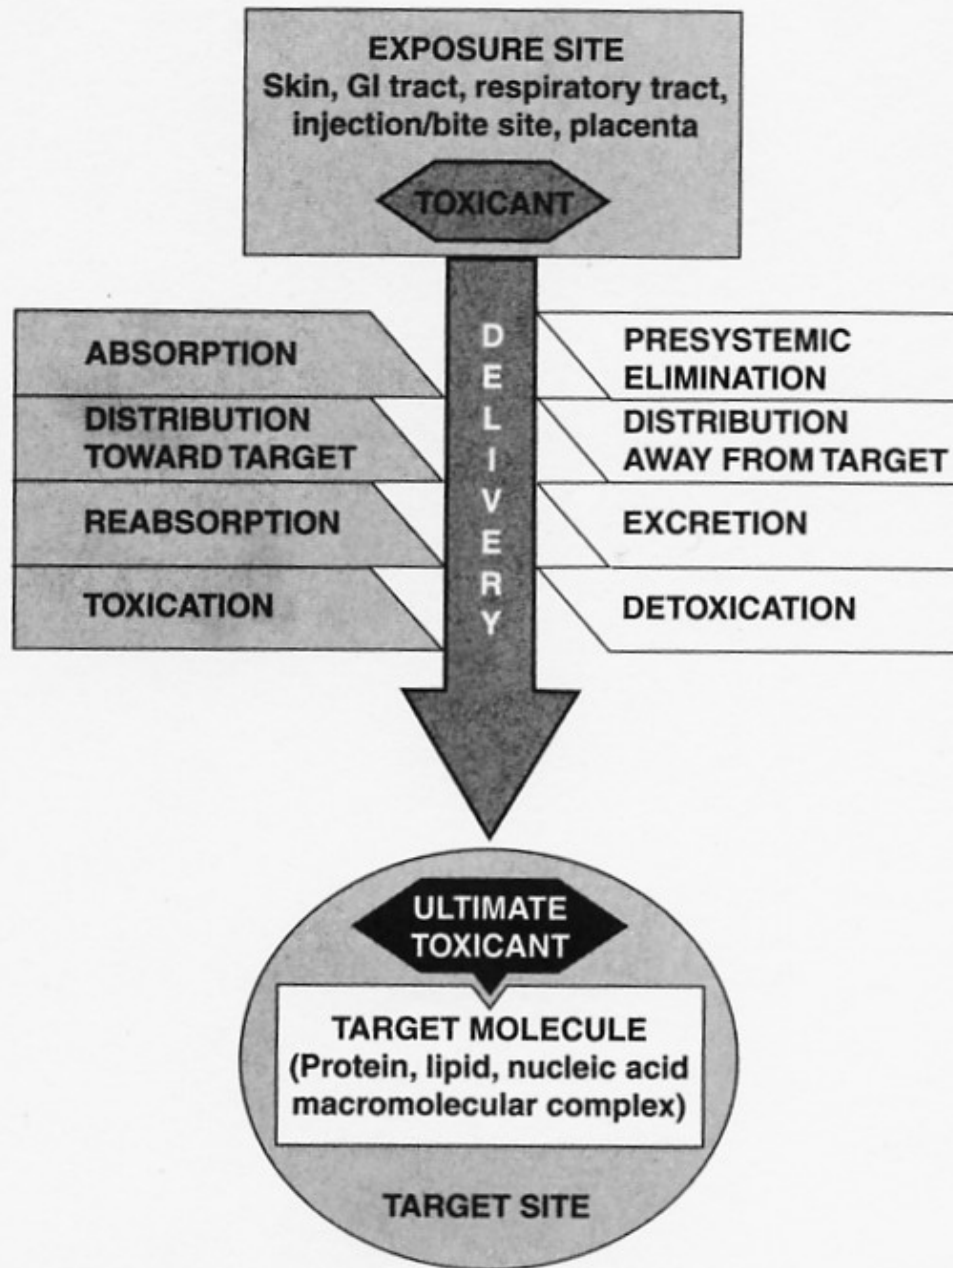 EXPOSURE SITE
Skin, GI tract, respiratory tract,
injection/bite site, placenta
TOXICANT
DELIVERY
ABSORPTION
DISTRIBUTION
TOWARD TARGET
REABSORPTION
TOXICATION
PRESYSTEMIC
ELIMINATION
DISTRIBUTION
AWAY FROM TARGET
EXCRETION
DETOXICATION
ULTIMATE
TOXICANT
TARGET MOLECULE
(Protein, lipid, nucleic acid
macromolecular complex)
TARGET SITE